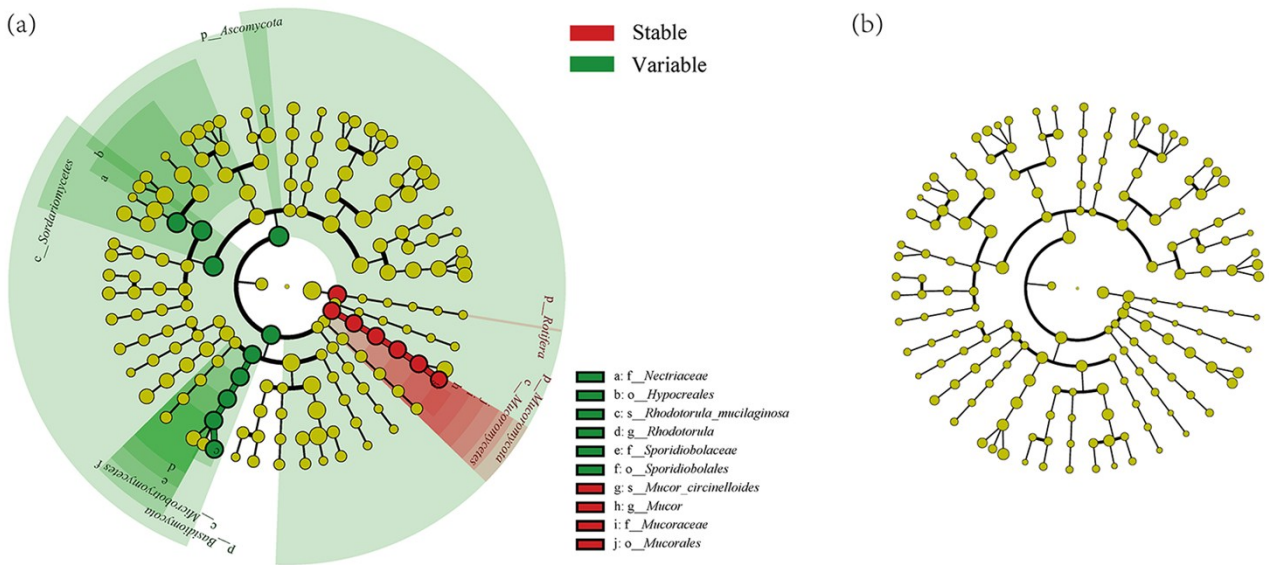 (a)
p__Ascomycota
Stable
Variable
(b)
b
a
c__Sordariomycetes
p__Rotifera
p__Mucoromycota
c__Mucoromycetes
d
e
c__Microbotryomycetes f
p__Basidiomycota
a: f__Nectriaceae
b: o__Hypocreales
c: s__Rhodotorula_mucilaginosa
d: g__Rhodotorula
e: f__Sporidiobolaceae
f: o__Sporidiobolales
g: s__Mucor_circinelloides
h: g__Mucor
i: f__Mucoraceae
j: o__Mucorales